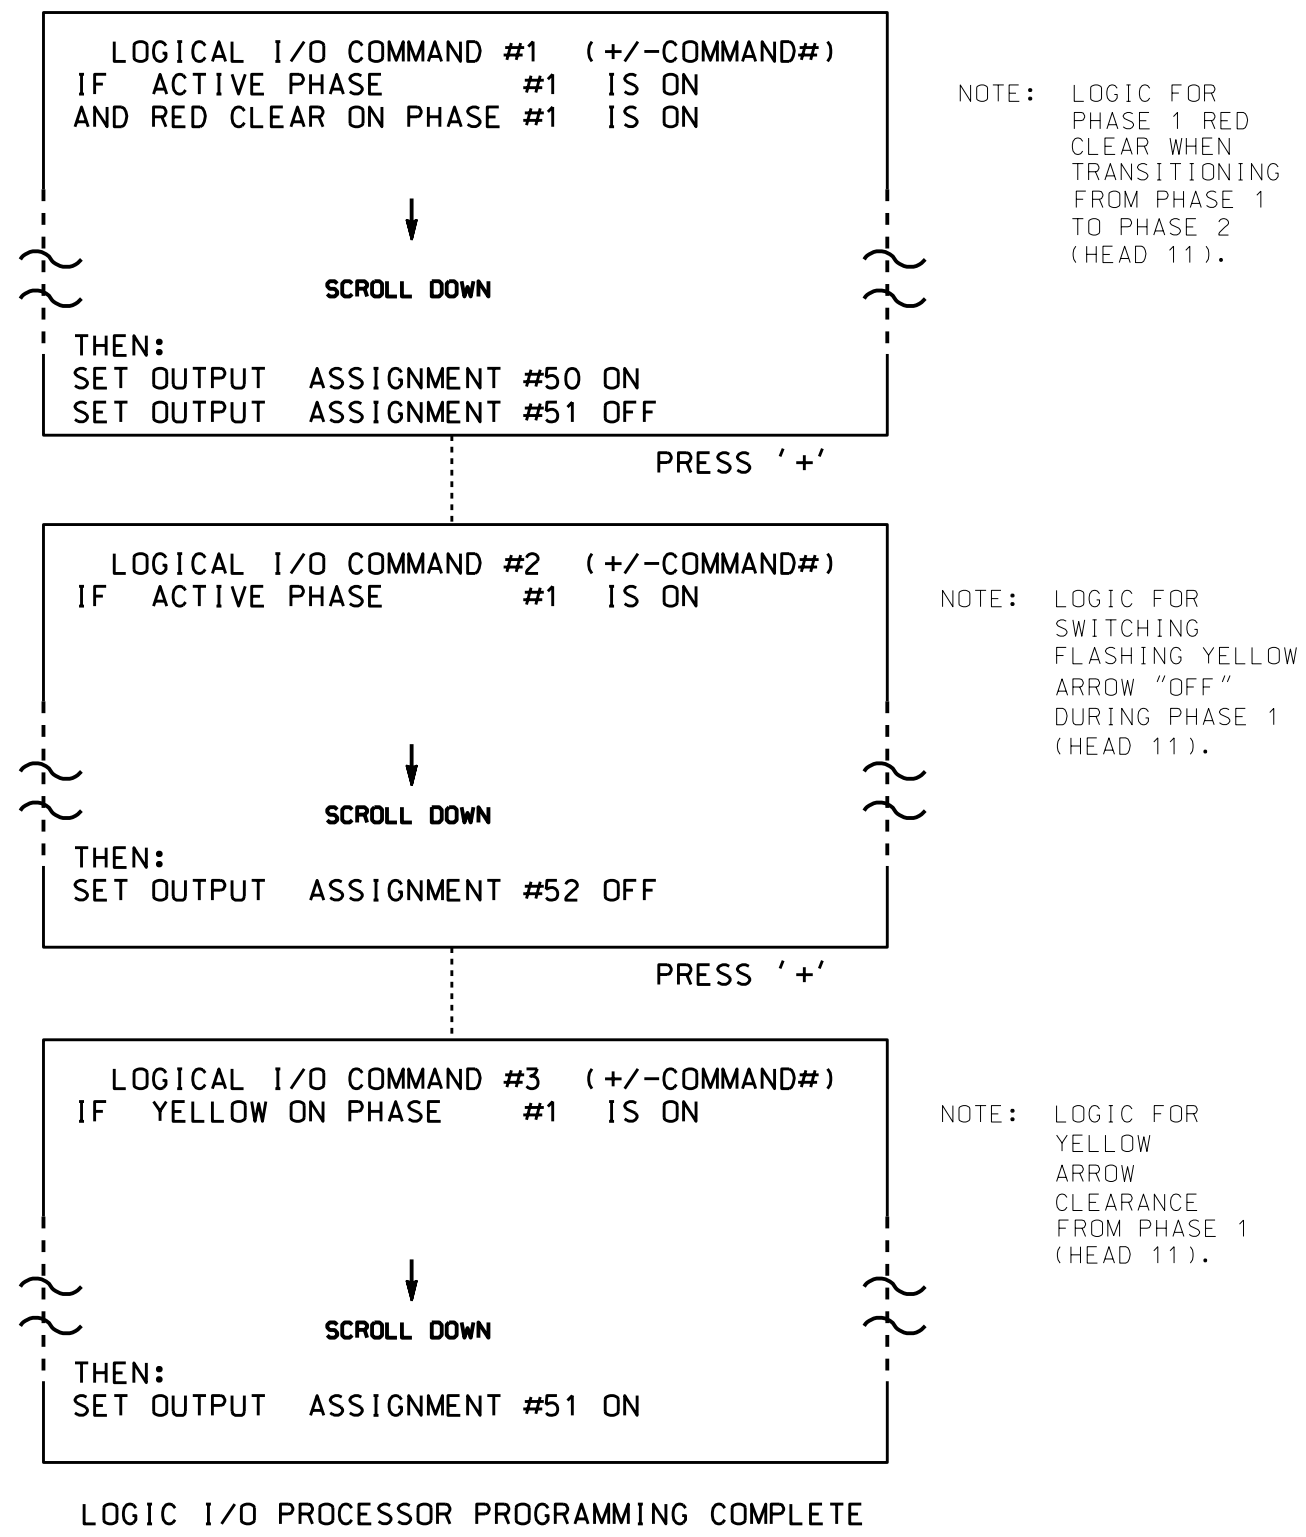 LOGICAL I/O COMMAND #1 (+/-COMMAND#)
IF ACTIVE PHASE #1 IS ON
AND RED CLEAR ON PHASE #1 IS ON
SCROLL DOWN
THEN:
SET OUTPUT ASSIGNMENT #50 ON
SET OUTPUT ASSIGNMENT #51 OFF
NOTE: LOGIC FOR
PHASE 1 RED
CLEAR WHEN
TRANSITIONING
FROM PHASE 1
TO PHASE 2
(HEAD 11).
PRESS '+'
LOGICAL I/O COMMAND #2 (+/-COMMAND#)
IF ACTIVE PHASE #1 IS ON
SCROLL DOWN
THEN:
SET OUTPUT ASSIGNMENT #52 OFF
NOTE: LOGIC FOR
SWITCHING
FLASHING YELLOW
ARROW "OFF"
DURING PHASE 1
(HEAD 11).
PRESS '+'
LOGICAL I/O COMMAND #3 (+/-COMMAND#)
IF YELLOW ON PHASE #1 IS ON
SCROLL DOWN
THEN:
SET OUTPUT ASSIGNMENT #51 ON
NOTE: LOGIC FOR
YELLOW
ARROW
CLEARANCE
FROM PHASE 1
(HEAD 11).
LOGIC I/O PROCESSOR PROGRAMMING COMPLETE